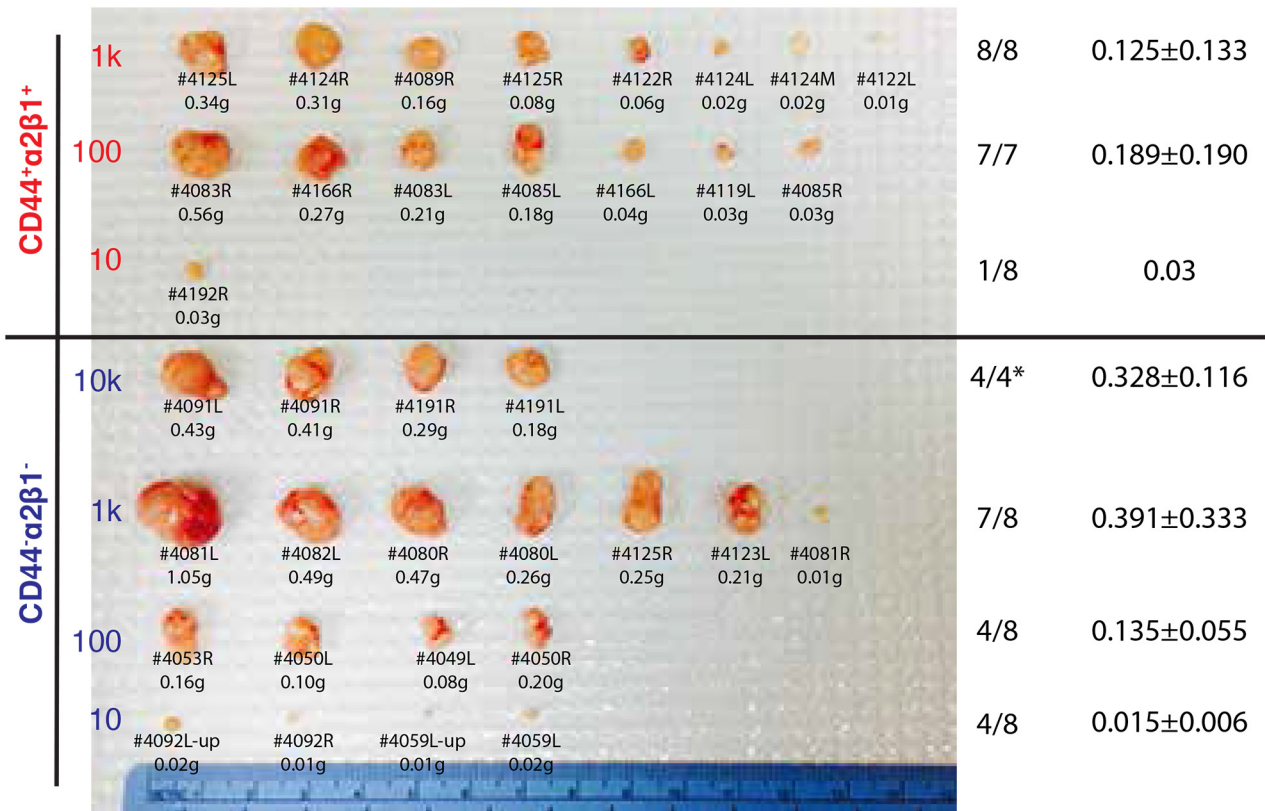 CD44⁺α2β1⁺
1k
#4125L #4124R #4089R #4125R #4122R #4124L #4124M #4122L
0.34g 0.31g 0.16g 0.08g 0.06g 0.02g 0.02g 0.01g
8/8 0.125±0.133
100
#4083R #4166R #4083L #4085L #4166L #4119L #4085R
0.56g 0.27g 0.21g 0.18g 0.04g 0.03g 0.03g
7/7 0.189±0.190
10
#4192R
0.03g
1/8 0.03
CD44⁻α2β1⁻
10k
#4091L #4091R #4191R #4191L
0.43g 0.41g 0.29g 0.18g
4/4* 0.328±0.116
1k
#4081L #4082L #4080R #4080L #4125R #4123L #4081R
1.05g 0.49g 0.47g 0.26g 0.25g 0.21g 0.01g
7/8 0.391±0.333
100
#4053R #4050L #4049L #4050R
0.16g 0.10g 0.08g 0.20g
4/8 0.135±0.055
10
#4092L-up #4092R #4059L-up #4059L
0.02g 0.01g 0.01g 0.02g
4/8 0.015±0.006